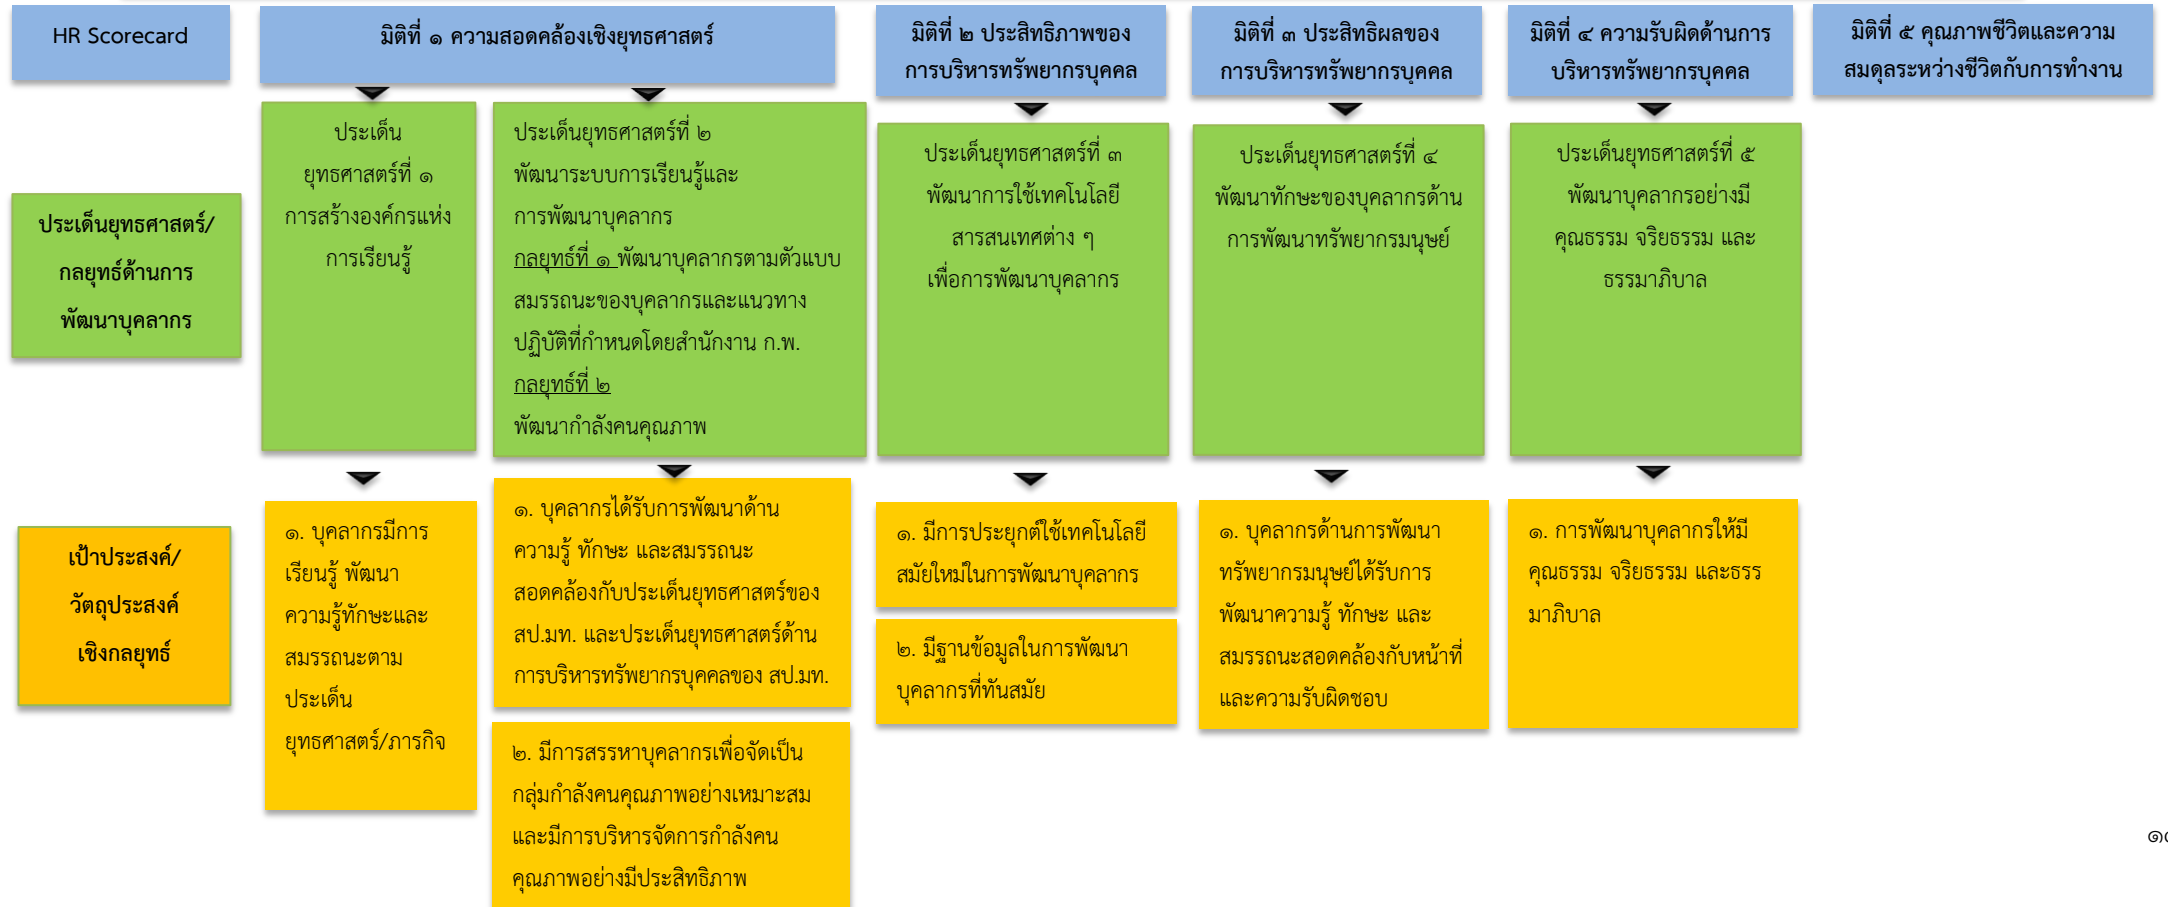 HR Scorecard
มิติที่ ๑ ความสอดคล้องเชิงยุทธศาสตร์
มิติที่ ๒ ประสิทธิภาพของ
การบริหารทรัพยากรบุคคล
มิติที่ ๓ ประสิทธิผลของ
การบริหารทรัพยากรบุคคล
มิติที่ ๔ ความรับผิดด้านการ
บริหารทรัพยากรบุคคล
มิติที่ ๕ คุณภาพชีวิตและความ
สมดุลระหว่างชีวิตกับการทำงาน
ประเด็นยุทธศาสตร์/
กลยุทธ์ด้านการ
พัฒนาบุคลากร
ประเด็น
ยุทธศาสตร์ที่ ๑
การสร้างองค์กรแห่ง
การเรียนรู้
ประเด็นยุทธศาสตร์ที่ ๒
พัฒนาระบบการเรียนรู้และ
การพัฒนาบุคลากร
กลยุทธ์ที่ ๑ พัฒนาบุคลากรตามตัวแบบ
สมรรถนะของบุคลากรและแนวทาง
ปฏิบัติที่กำหนดโดยสำนักงาน ก.พ.
กลยุทธ์ที่ ๒
พัฒนากำลังคนคุณภาพ
ประเด็นยุทธศาสตร์ที่ ๓
พัฒนาการใช้เทคโนโลยี
สารสนเทศต่าง ๆ
เพื่อการพัฒนาบุคลากร
ประเด็นยุทธศาสตร์ที่ ๔
พัฒนาทักษะของบุคลากรด้าน
การพัฒนาทรัพยากรมนุษย์
ประเด็นยุทธศาสตร์ที่ ๕
พัฒนาบุคลากรอย่างมี
คุณธรรม จริยธรรม และ
ธรรมาภิบาล
เป้าประสงค์/
วัตถุประสงค์
เชิงกลยุทธ์
๑. บุคลากรมีการ
เรียนรู้ พัฒนา
ความรู้ทักษะและ
สมรรถนะตาม
ประเด็น
ยุทธศาสตร์/ภารกิจ
๑. บุคลากรได้รับการพัฒนาด้าน
ความรู้ ทักษะ และสมรรถนะ
สอดคล้องกับประเด็นยุทธศาสตร์ของ
สป.มท. และประเด็นยุทธศาสตร์ด้าน
การบริหารทรัพยากรบุคคลของ สป.มท.
๒. มีการสรรหาบุคลากรเพื่อจัดเป็น
กลุ่มกำลังคนคุณภาพอย่างเหมาะสม
และมีการบริหารจัดการกำลังคน
คุณภาพอย่างมีประสิทธิภาพ
๑. มีการประยุกต์ใช้เทคโนโลยี
สมัยใหม่ในการพัฒนาบุคลากร
๒. มีฐานข้อมูลในการพัฒนา
บุคลากรที่ทันสมัย
๑. บุคลากรด้านการพัฒนา
ทรัพยากรมนุษย์ได้รับการ
พัฒนาความรู้ ทักษะ และ
สมรรถนะสอดคล้องกับหน้าที่
และความรับผิดชอบ
๑. การพัฒนาบุคลากรให้มี
คุณธรรม จริยธรรม และธรร
มาภิบาล